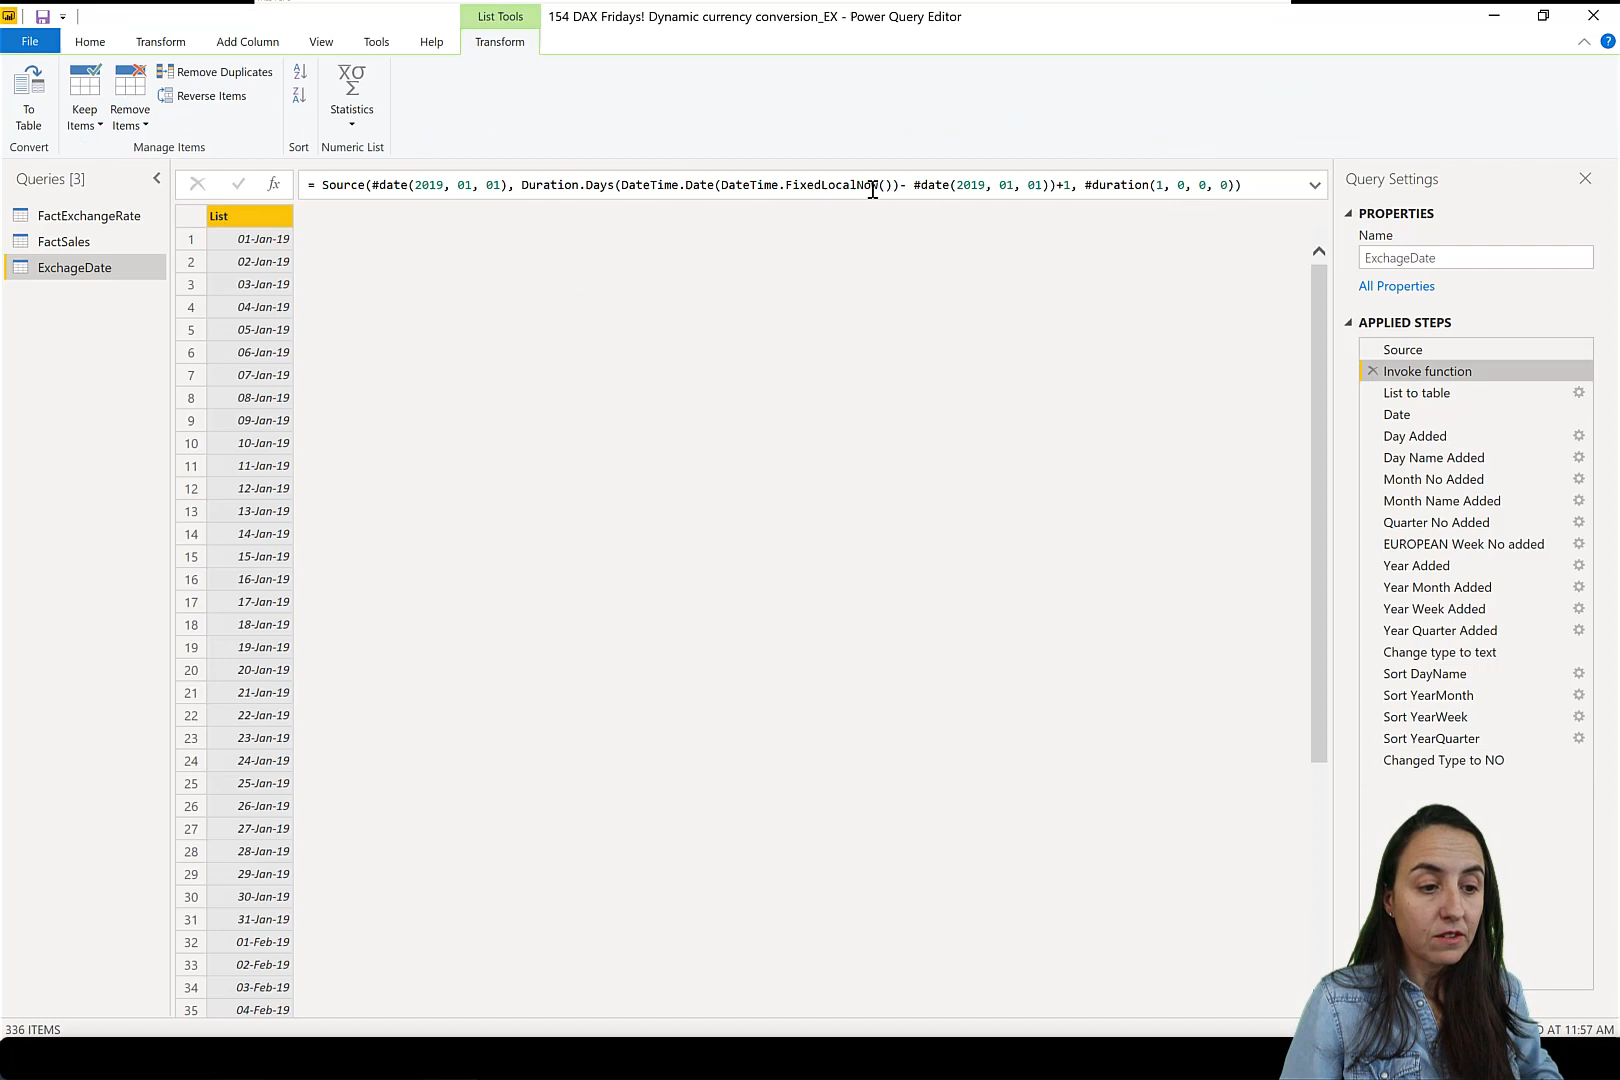 List Tools
154 DAX Fridays! Dynamic currency conversion_EX - Power Query Editor
File
Home
Transform
Add Column
View
Tools
Help
Transform
To
Table
Keep
Items
Remove
Items
Remove Duplicates
Reverse Items
Statistics
Convert
Manage Items
Sort
Numeric List
Queries [3]
FactExchangeRate
FactSales
ExchageDate
fx
= Source(#date(2019, 01, 01), Duration.Days(DateTime.Date(DateTime.FixedLocalNow())- #date(2019, 01, 01))+1, #duration(1, 0, 0, 0))
List
1 01-Jan-19
2 02-Jan-19
3 03-Jan-19
4 04-Jan-19
5 05-Jan-19
6 06-Jan-19
7 07-Jan-19
8 08-Jan-19
9 09-Jan-19
10 10-Jan-19
11 11-Jan-19
12 12-Jan-19
13 13-Jan-19
14 14-Jan-19
15 15-Jan-19
16 16-Jan-19
17 17-Jan-19
18 18-Jan-19
19 19-Jan-19
20 20-Jan-19
21 21-Jan-19
22 22-Jan-19
23 23-Jan-19
24 24-Jan-19
25 25-Jan-19
26 26-Jan-19
27 27-Jan-19
28 28-Jan-19
29 29-Jan-19
30 30-Jan-19
31 31-Jan-19
32 01-Feb-19
33 02-Feb-19
34 03-Feb-19
35 04-Feb-19
Query Settings
PROPERTIES
Name
ExchageDate
All Properties
APPLIED STEPS
Source
Invoke function
List to table
Date
Day Added
Day Name Added
Month No Added
Month Name Added
Quarter No Added
EUROPEAN Week No added
Year Added
Year Month Added
Year Week Added
Year Quarter Added
Change type to text
Sort DayName
Sort YearMonth
Sort YearWeek
Sort YearQuarter
Changed Type to NO
336 ITEMS
AT 11:57 AM